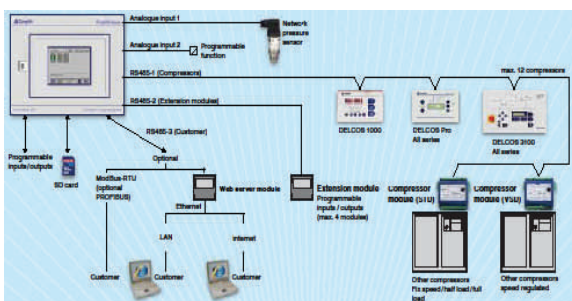 Analogue input 1
Network
pressure
sensor
Analogue input 2
Programmable
function
RS485-1 (Compressors)
max. 12 compressors
RS485-2 (Extension modules)
DELCOS 1000
DELCOS Pro
All series
DELCOS 3100
All series
RS485-3 (Customer)
Programmable
inputs/outputs
SD card
Optional
ModBus-RTU
(optional
PROFIBUS)
Web server module
Ethernet
Extension module
Programmable
inputs / outputs
(max. 4 modules)
Compressor
module (STD)
Compressor
module (VSD)
LAN
Internet
Customer
Customer
Customer
Other compressors
Fix speed/half load/full
load
Other compressors
speed regulated